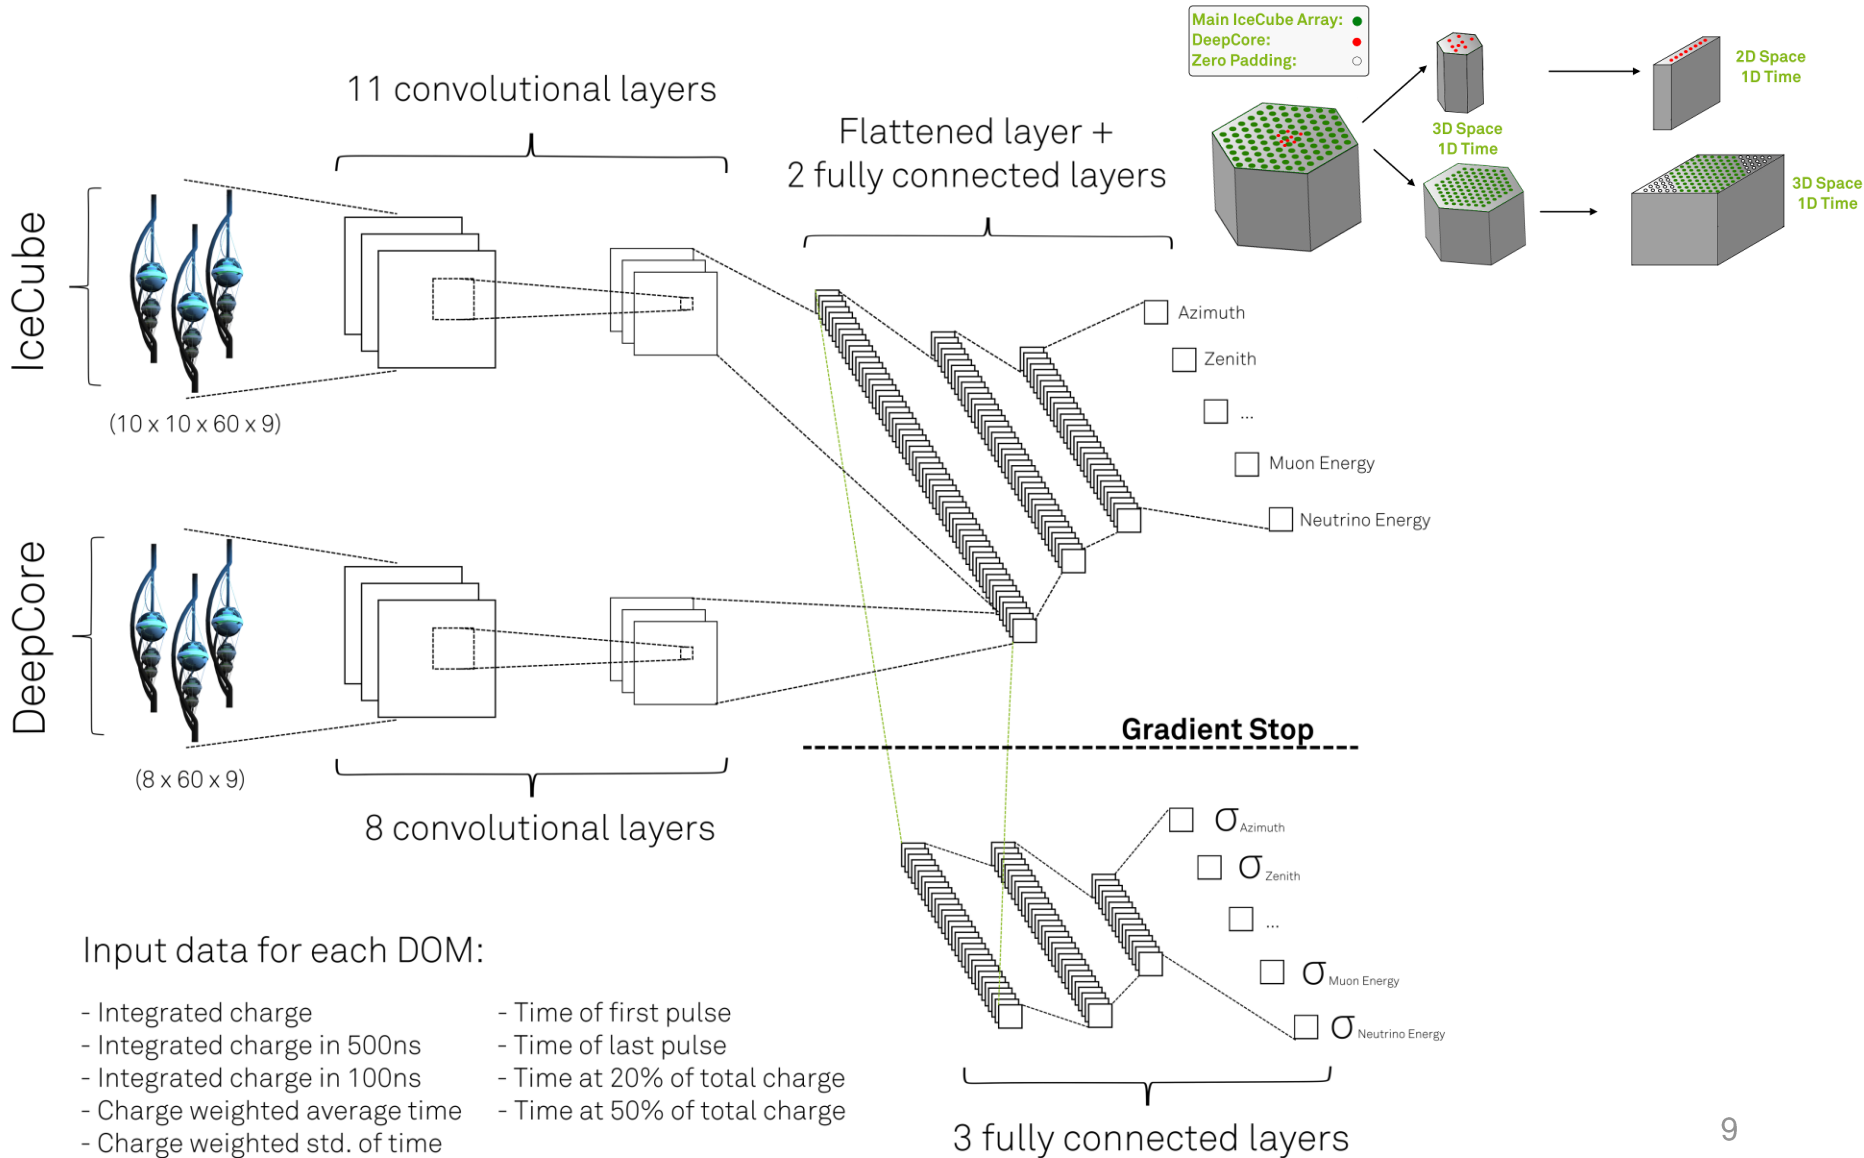 Main IceCube Array:
DeepCore:
Zero Padding:
2D Space
1D Time
3D Space
1D Time
3D Space
1D Time
11 convolutional layers
Flattened layer +
2 fully connected layers
IceCube
(10 x 10 x 60 x 9)
Azimuth
Zenith
...
Muon Energy
Neutrino Energy
DeepCore
(8 x 60 x 9)
8 convolutional layers
Gradient Stop
σ Azimuth
σ Zenith
...
σ Muon Energy
σ Neutrino Energy
3 fully connected layers
Input data for each DOM:
- Integrated charge
- Integrated charge in 500ns
- Integrated charge in 100ns
- Charge weighted average time
- Charge weighted std. of time
- Time of first pulse
- Time of last pulse
- Time at 20% of total charge
- Time at 50% of total charge
9